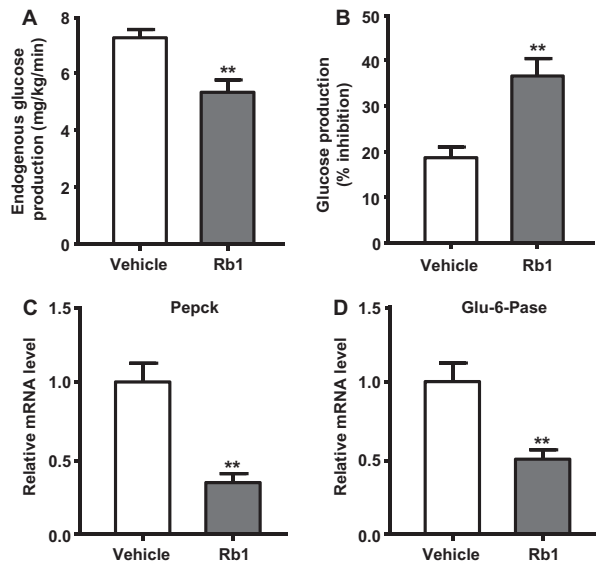 A
Endogenous glucose
production (mg/kg/min)
8
6
4
2
0
**
Vehicle
Rb1
B
Glucose production
(% inhibition)
50
40
30
20
10
0
**
Vehicle
Rb1
C
Pepck
Relative mRNA level
1.5
1.0
0.5
0.0
**
Vehicle
Rb1
D
Glu-6-Pase
Relative mRNA level
1.5
1.0
0.5
0.0
**
Vehicle
Rb1